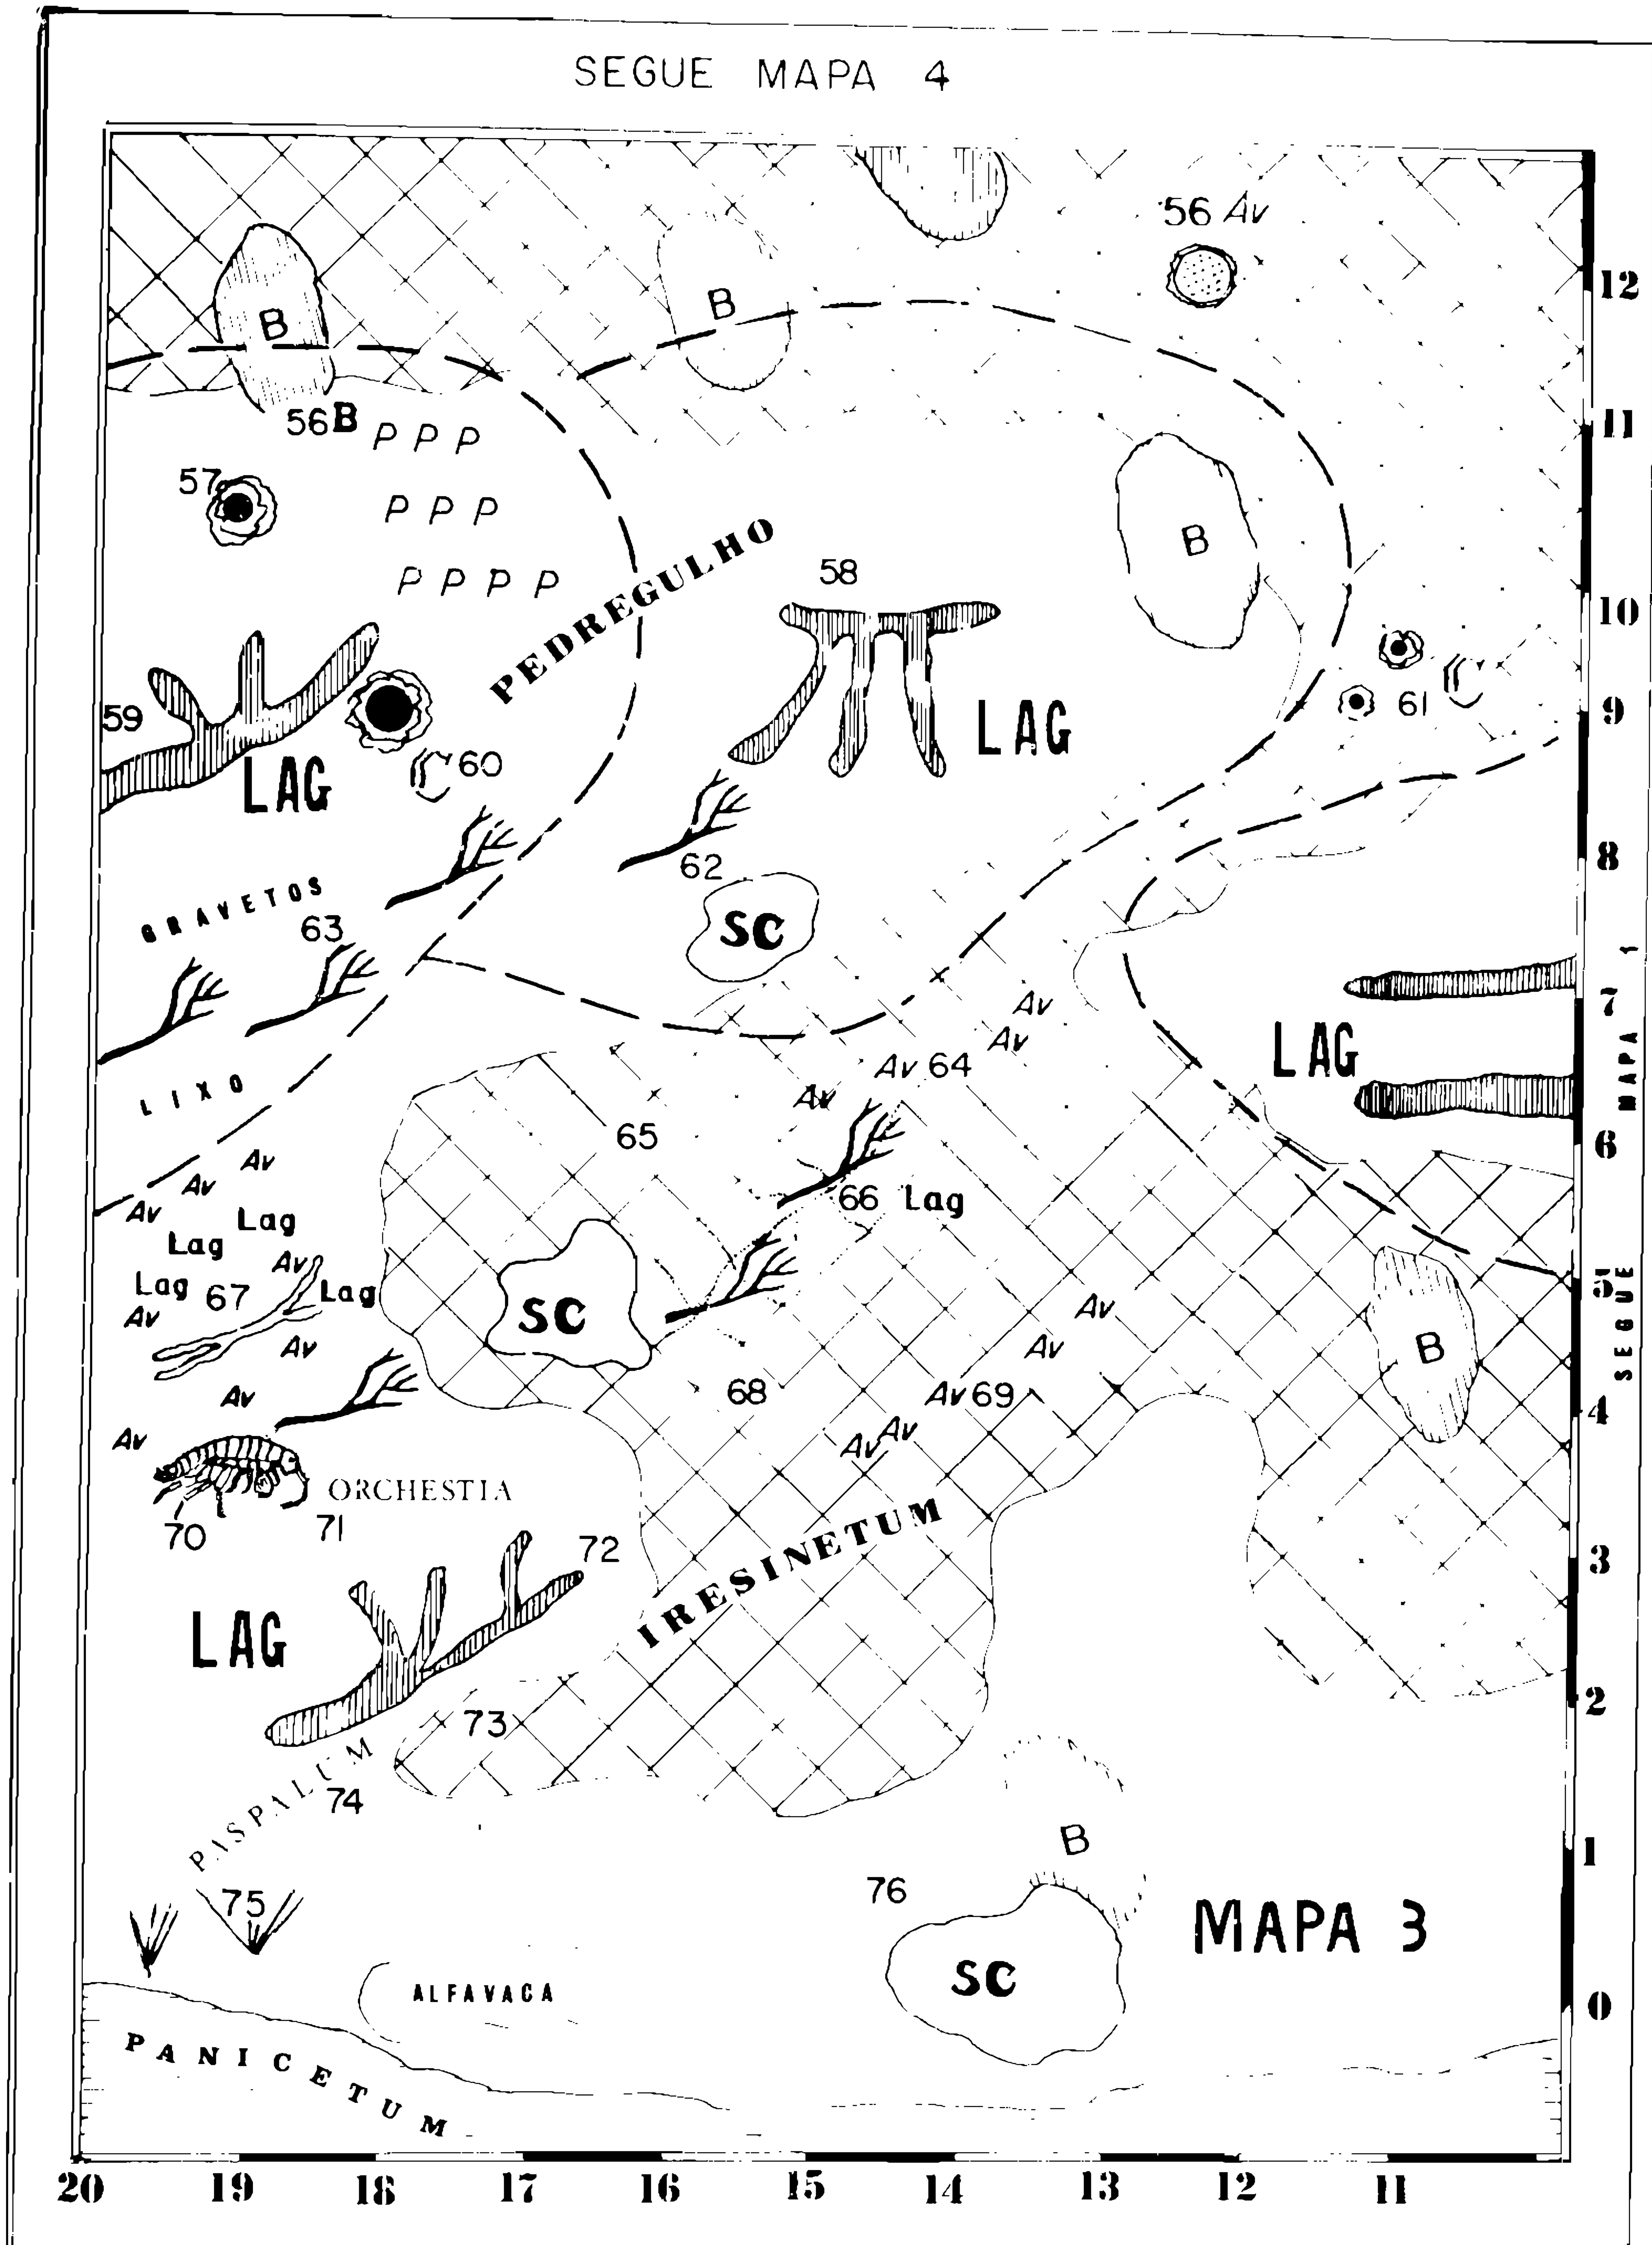 SEGUE MAPA 4
56 Av
12
B
B
56B
P P P
11
57
P P P
B
PEDREGULHO
58
P P P P
10
59
61
9
LAG
LAG
C 60
62
8
GRAVETOS
63
SC
7
Av
Av
LAG
Av 64
Av
LIXO
65
6
SEGUE MAPA 1
Av
Av
Av
66 Lag
Lag
Lag
Av
Lag 67
Lag
5
Av
SC
Av
Av
B
Av
68
Av 69
4
Av
Av
Av
ORCHESTIA
70
71
IRESINETUM
72
3
LAG
2
73
PASPALUM
74
B
1
75
76
MAPA 3
SC
ALFAVACA
0
PANICETUM
20 19 18 17 16 15 14 13 12 11